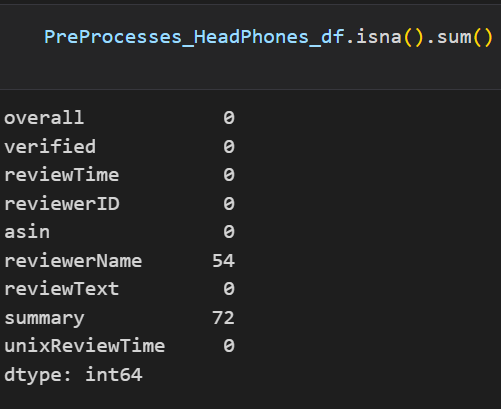 PreProcesses_HeadPhones_df.isna().sum()
overall 0
verified 0
reviewTime 0
reviewerID 0
asin 0
reviewerName 54
reviewText 0
summary 72
unixReviewTime 0
dtype: int64